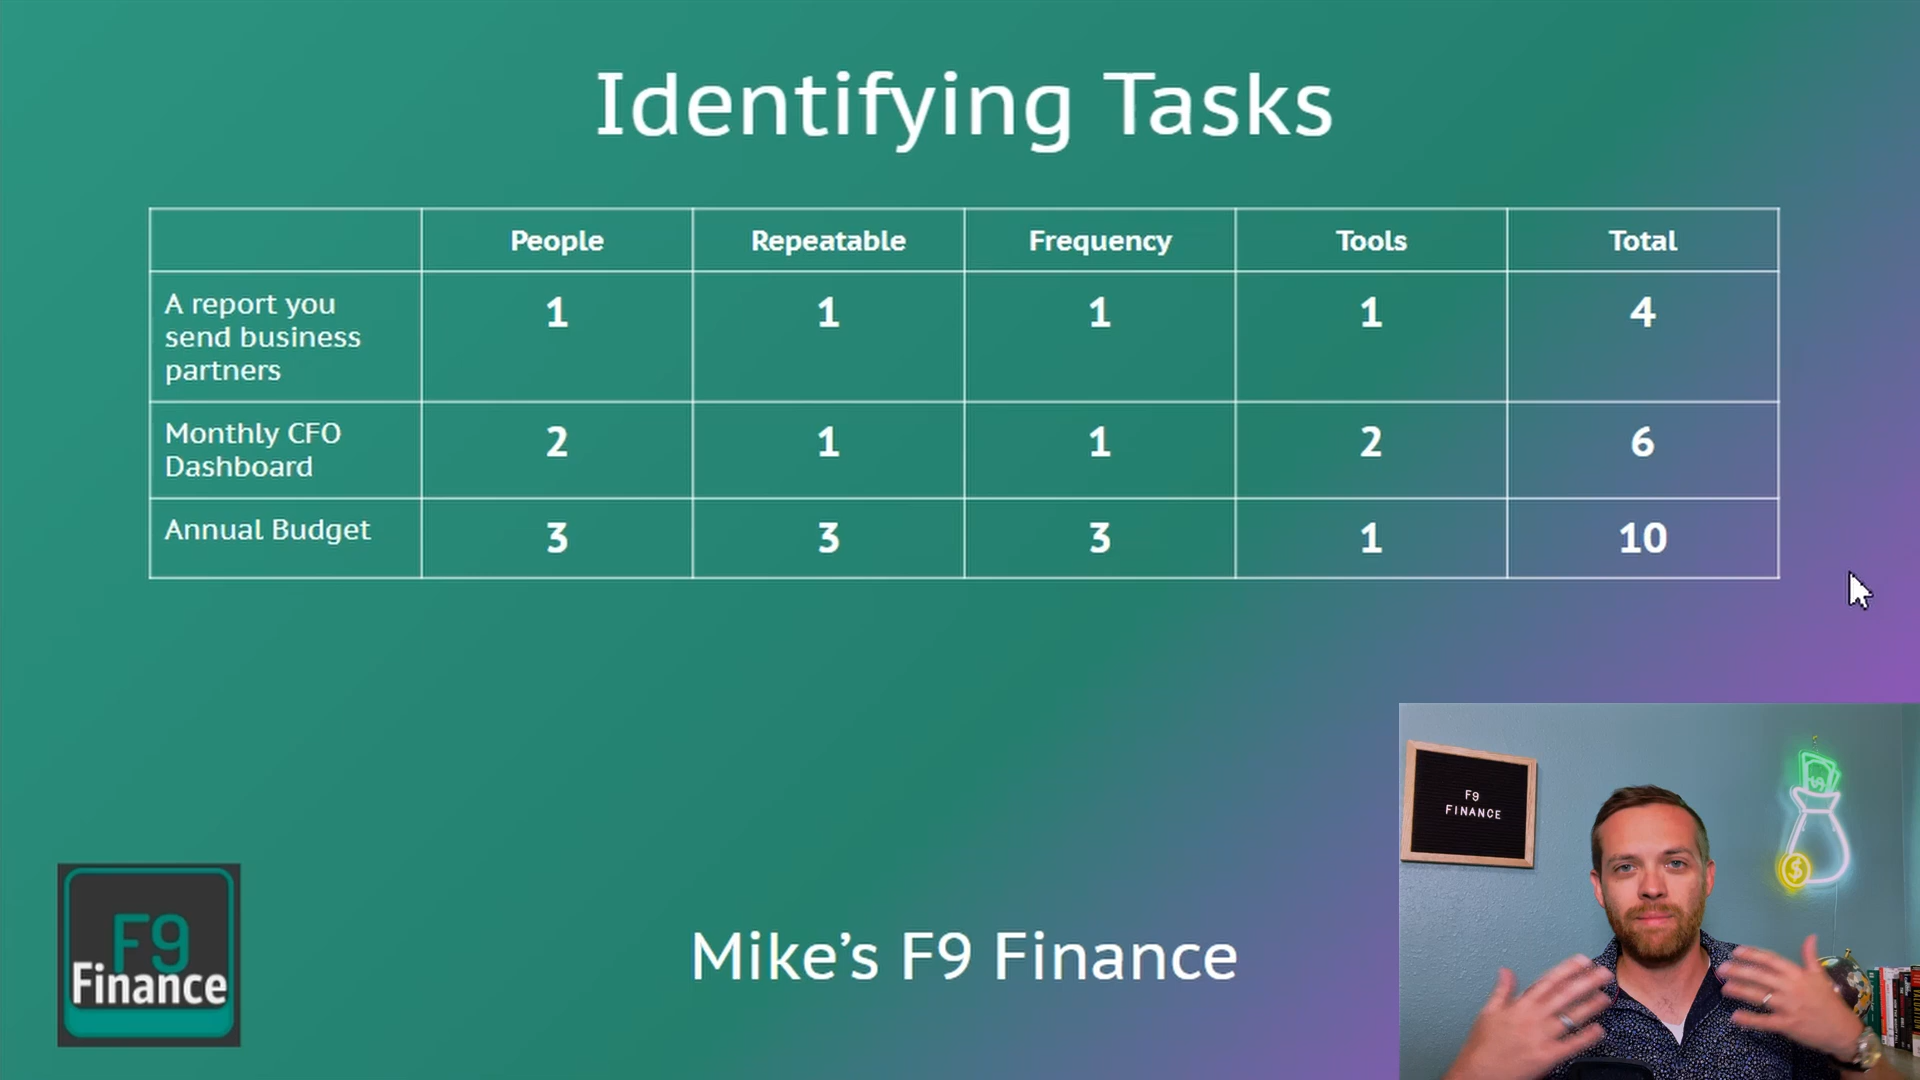 Identifying Tasks
People Repeatable Frequency Tools Total
A report you
send business
partners
1 1 1 1 4
Monthly CFO
Dashboard
2 1 1 2 6
Annual Budget 3 3 3 1 10
F9
FINANCE
$
$
F9
Finance
Mike’s F9 Finance